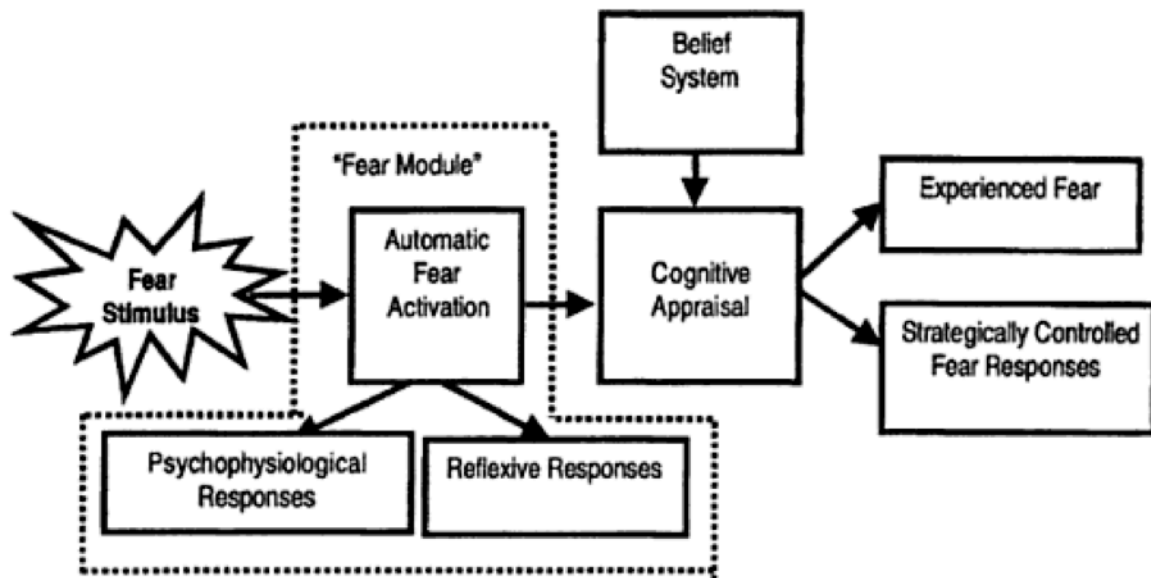 Belief
System
"Fear Module"
Experienced Fear
Automatic
Fear
Activation
Fear
Stimulus
Cognitive
Appraisal
Strategically Controlled
Fear Responses
Psychophysiological
Responses
Reflexive Responses